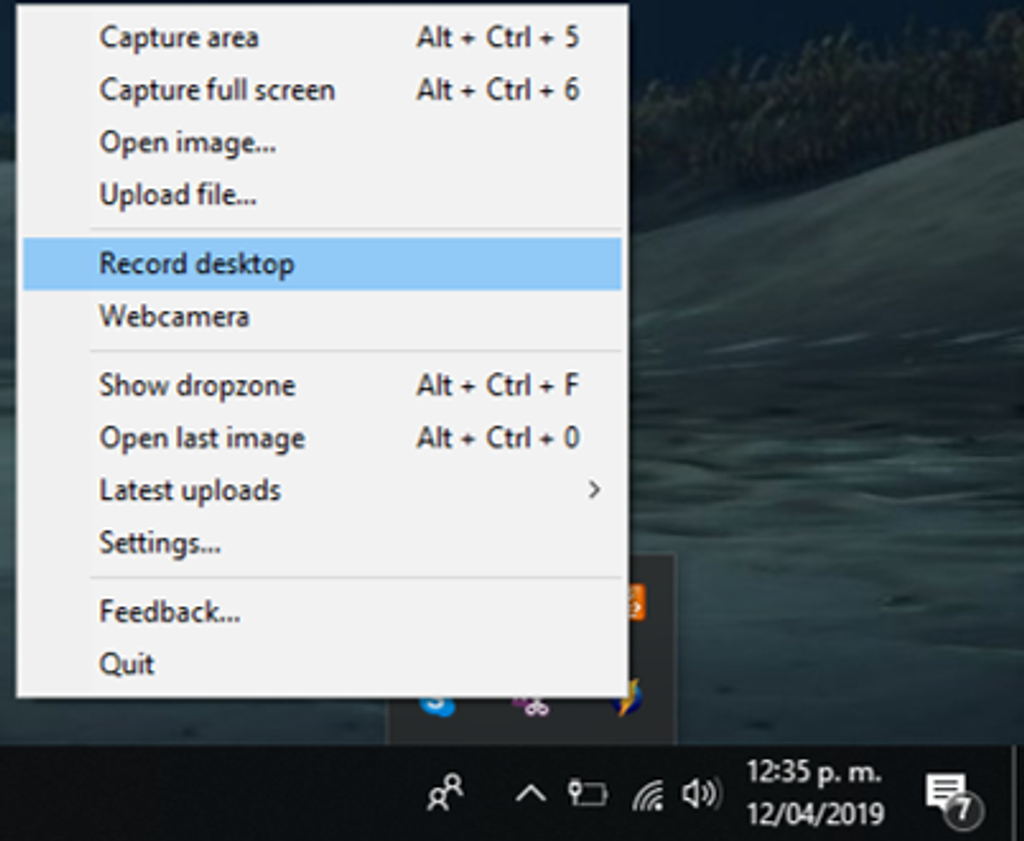 Capture area Alt + Ctrl + 5
Capture full screen Alt + Ctrl + 6
Open image...
Upload file...
Record desktop
Webcamera
Show dropzone Alt + Ctrl + F
Open last image Alt + Ctrl + 0
Latest uploads
Settings...
Feedback...
Quit
12:35 p. m.
12/04/2019
7